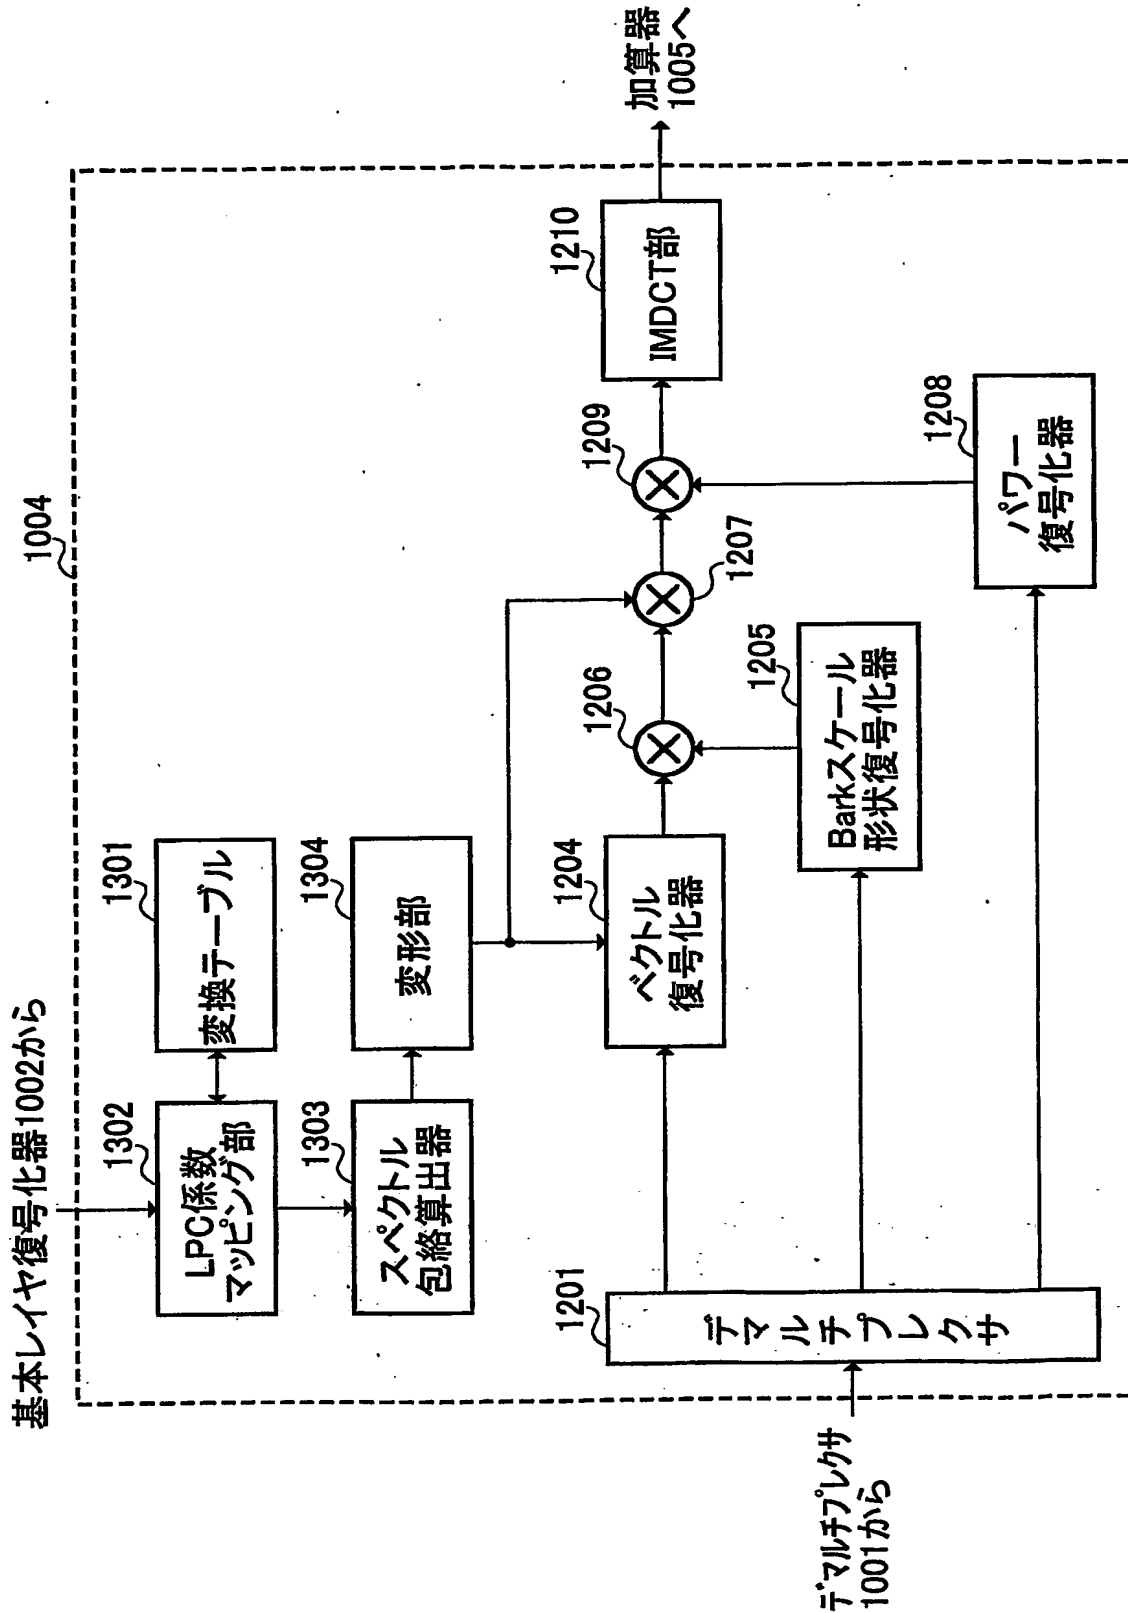 1004
基本レイヤ復号化器1002から
1302
LPC係数
マッピング部
1301
変換テーブル
1303
スペクトル
包絡算出器
1304
変形部
デマルチプレクサ
1001から
1201
デマルチプレクサ
1204
ベクトル
復号化器
1206
1205
Barkスケール
形状復号化器
1207
1209
1208
パワー
復号化器
1210
IMDCT部
加算器
1005へ